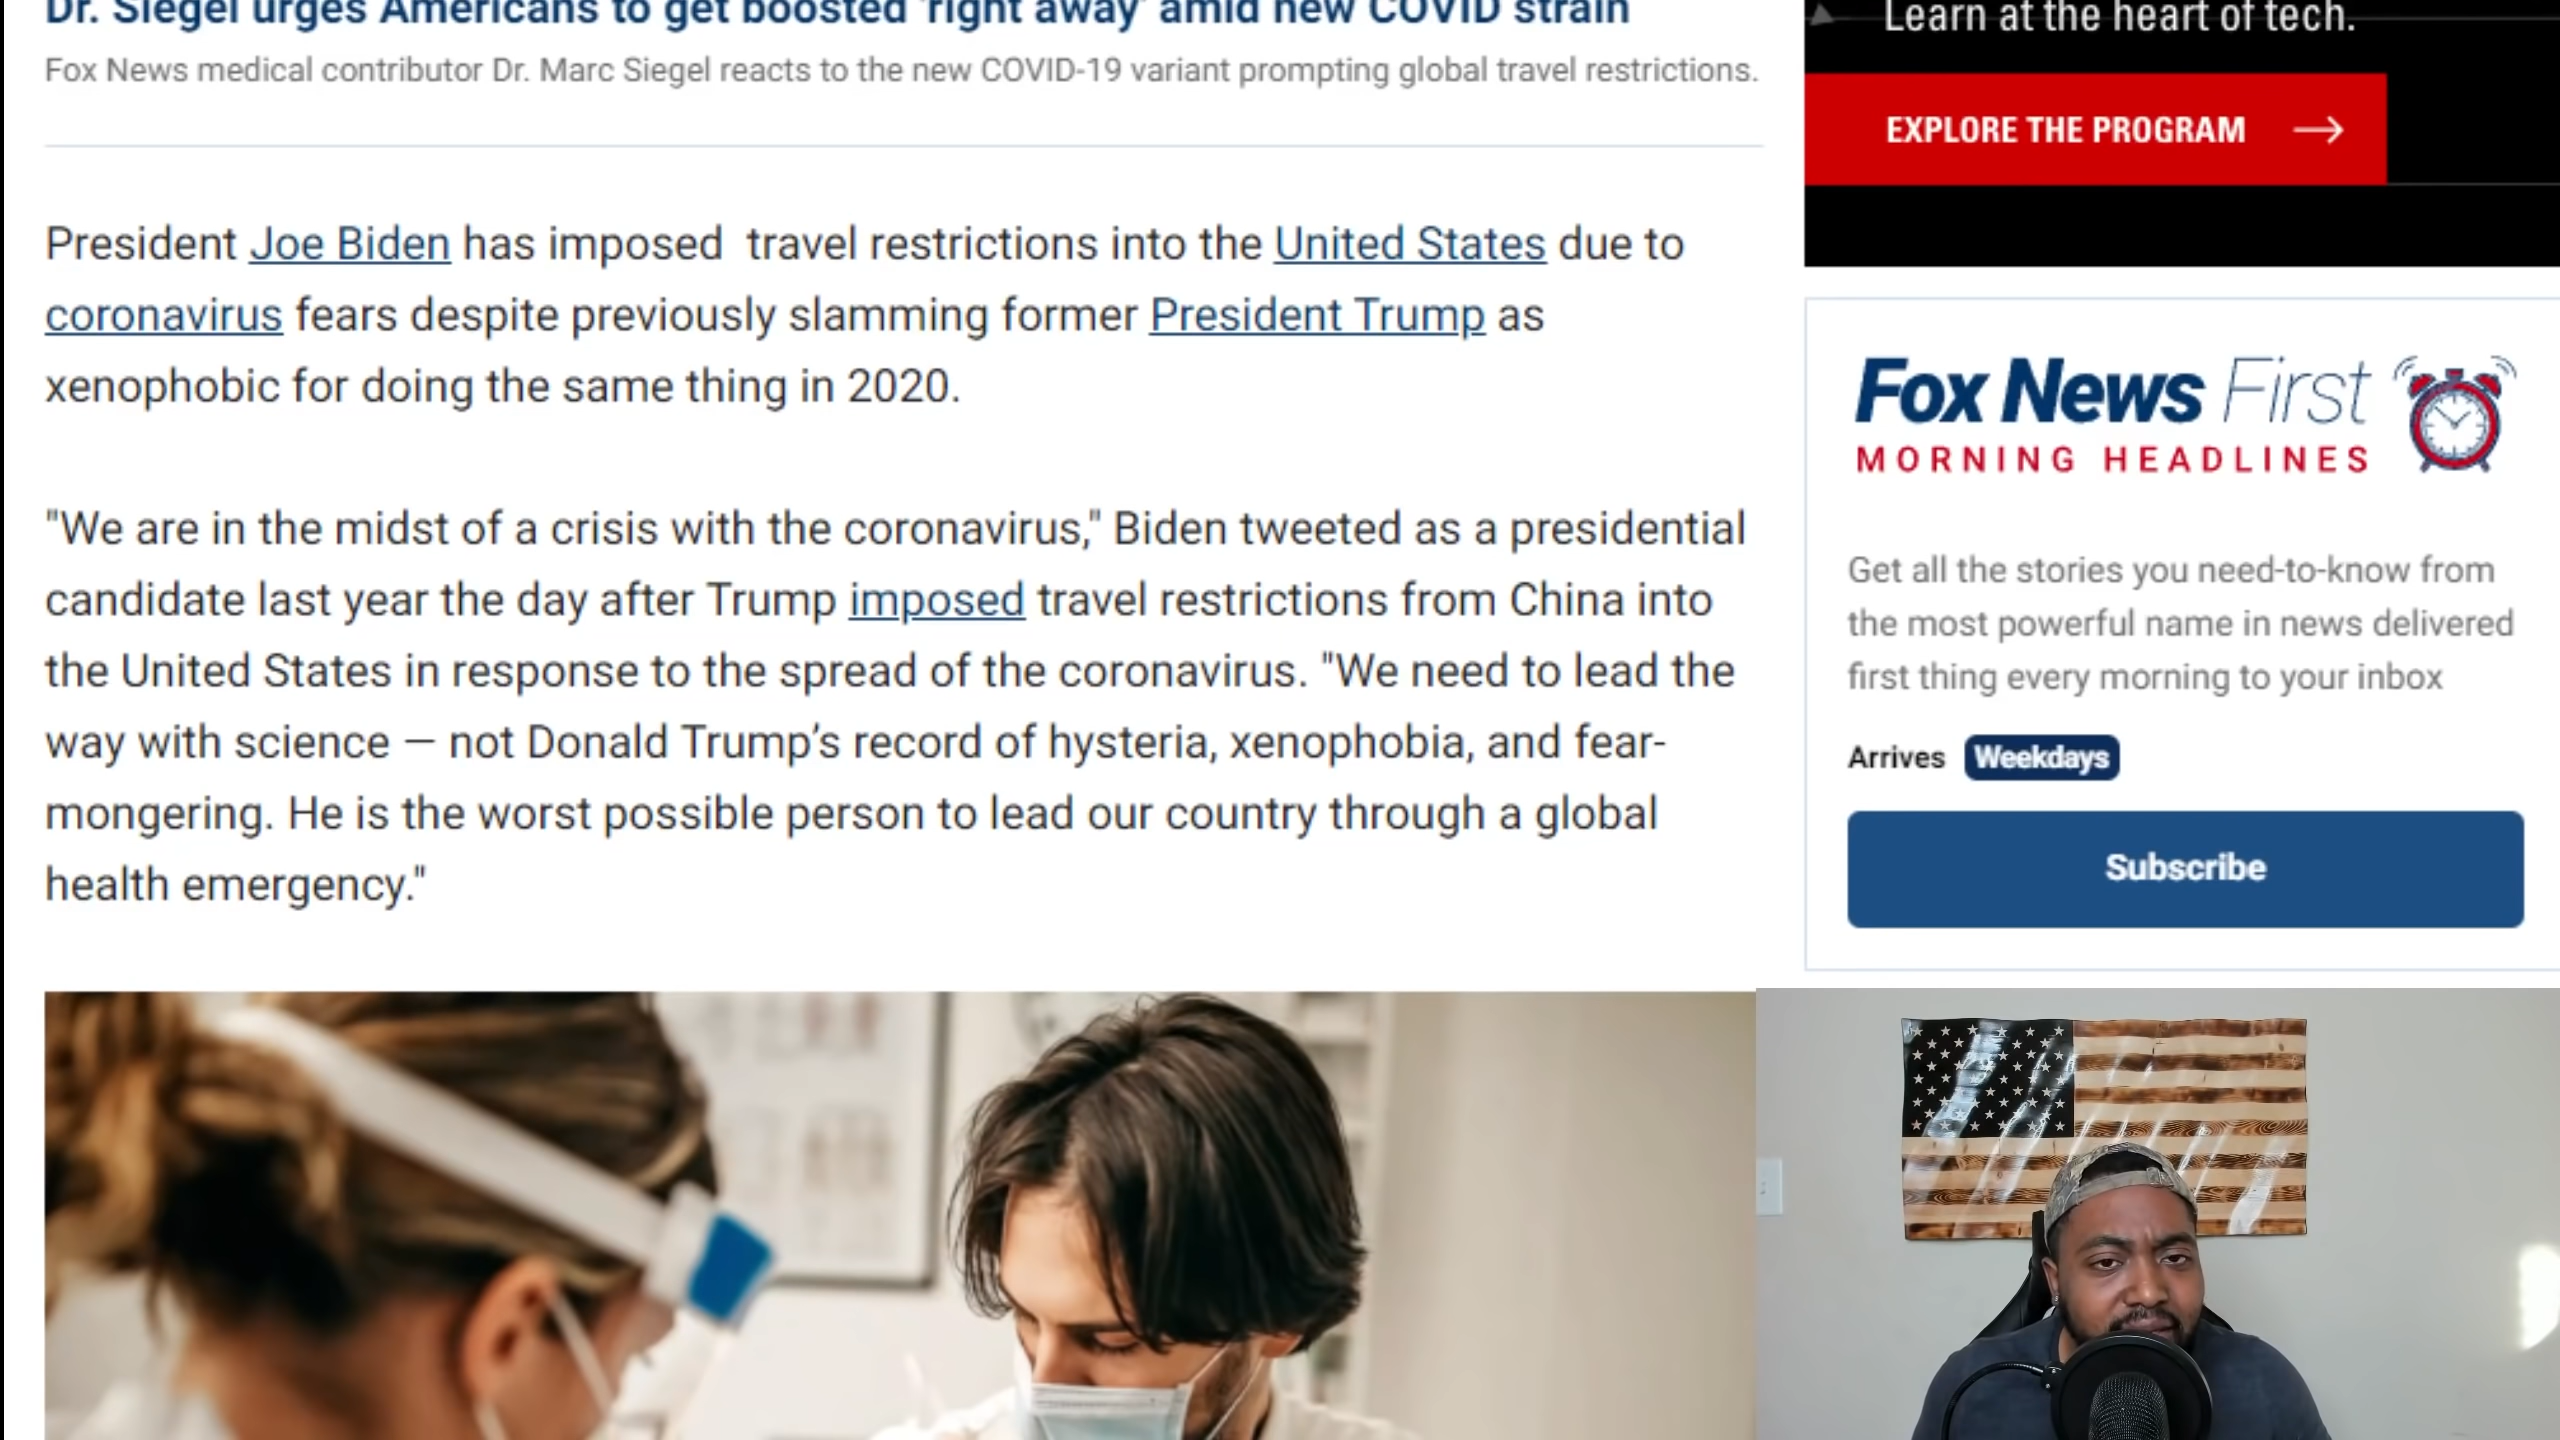 Dr. Siegel urges Americans to get boosted 'right away' amid new COVID strain
Fox News medical contributor Dr. Marc Siegel reacts to the new COVID-19 variant prompting global travel restrictions.
President Joe Biden has imposed  travel restrictions into the United States due to
coronavirus fears despite previously slamming former President Trump as
xenophobic for doing the same thing in 2020.
"We are in the midst of a crisis with the coronavirus," Biden tweeted as a presidential
candidate last year the day after Trump imposed travel restrictions from China into
the United States in response to the spread of the coronavirus. "We need to lead the
way with science — not Donald Trump’s record of hysteria, xenophobia, and fear-
mongering. He is the worst possible person to lead our country through a global
health emergency."
Learn at the heart of tech.
EXPLORE THE PROGRAM →
Fox News First
MORNING HEADLINES
Get all the stories you need-to-know from
the most powerful name in news delivered
first thing every morning to your inbox
Arrives Weekdays
Subscribe